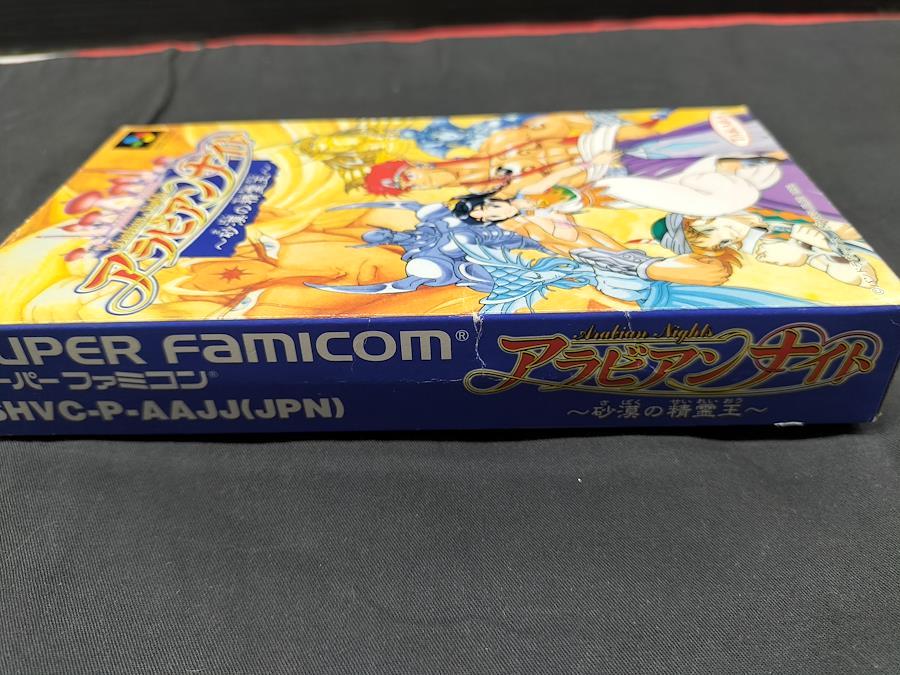 アラビアンナイト
～砂漠の精霊王～
TAKARA
UPER FAMICOM®
ーパーファミコン®
SHVC-P-AAJJ(JPN)
Arabian Nights
アラビアンナイト
さばく せいれいおう
～砂漠の精霊王～